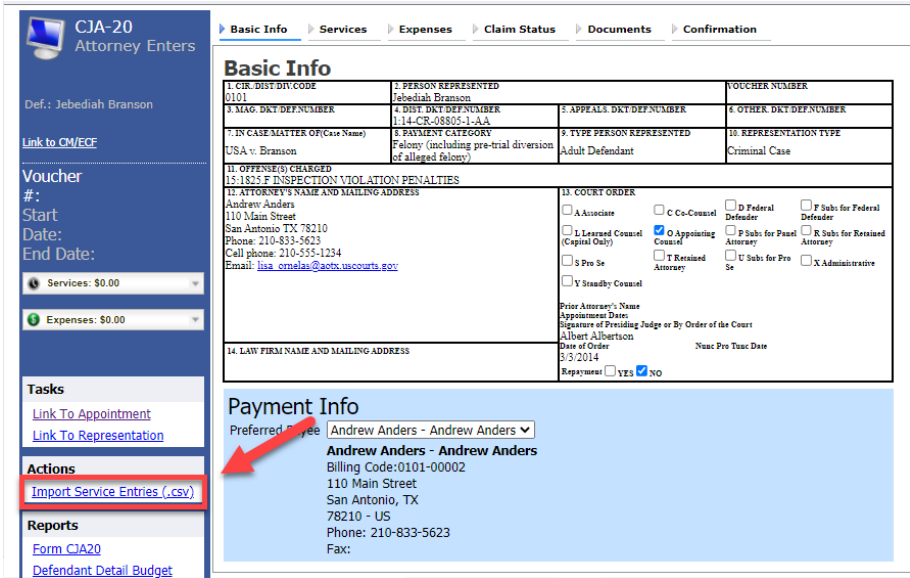 CJA-20
Attorney Enters
Def.: Jebediah Branson
Link to CM/ECF
Voucher
#:
Start
Date:
End Date:
Services: $0.00
Expenses: $0.00
Tasks
Link To Appointment
Link To Representation
Actions
Import Service Entries (.csv)
Reports
Form CJA20
Defendant Detail Budget
Basic Info Services Expenses Claim Status Documents Confirmation
Basic Info
1. CIR./DIST/DIV.CODE
0101
2. PERSON REPRESENTED
Jebediah Branson
VOUCHER NUMBER
3. MAG. DKT/DEF.NUMBER
4. DIST. DKT/DEF.NUMBER
1:14-CR-08805-1-AA
5. APPEALS. DKT/DEF.NUMBER
6. OTHER. DKT/DEF.NUMBER
7. IN CASE/MATTER OF(Case Name)
USA v. Branson
8. PAYMENT CATEGORY
Felony (including pre-trial diversion
of alleged felony)
9. TYPE PERSON REPRESENTED
Adult Defendant
10. REPRESENTATION TYPE
Criminal Case
11. OFFENSE(S) CHARGED
15:1825.F INSPECTION VIOLATION PENALTIES
12. ATTORNEY'S NAME AND MAILING ADDRESS
Andrew Anders
110 Main Street
San Antonio TX 78210
Phone: 210-833-5623
Cell phone: 210-555-1234
Email: lisa_ornelas@aotx.uscourts.gov
13. COURT ORDER
A Associate
C Co-Counsel
D Federal
Defender
F Subs for Federal
Defender
L Learned Counsel
(Capital Only)
O Appointing
Counsel
P Subs for Panel
Attorney
R Subs for Retained
Attorney
S Pro Se
T Retained
Attorney
U Subs for Pro
Se
X Administrative
Y Standby Counsel
Prior Attorney's Name
Appointment Dates
Signature of Presiding Judge or By Order of the Court
Albert Albertson
Date of Order Nunc Pro Tunc Date
3/3/2014
Repayment YES NO
14. LAW FIRM NAME AND MAILING ADDRESS
Payment Info
Preferred Andrew Anders - Andrew Anders
Andrew Anders - Andrew Anders
Billing Code:0101-00002
110 Main Street
San Antonio, TX
78210 - US
Phone: 210-833-5623
Fax: